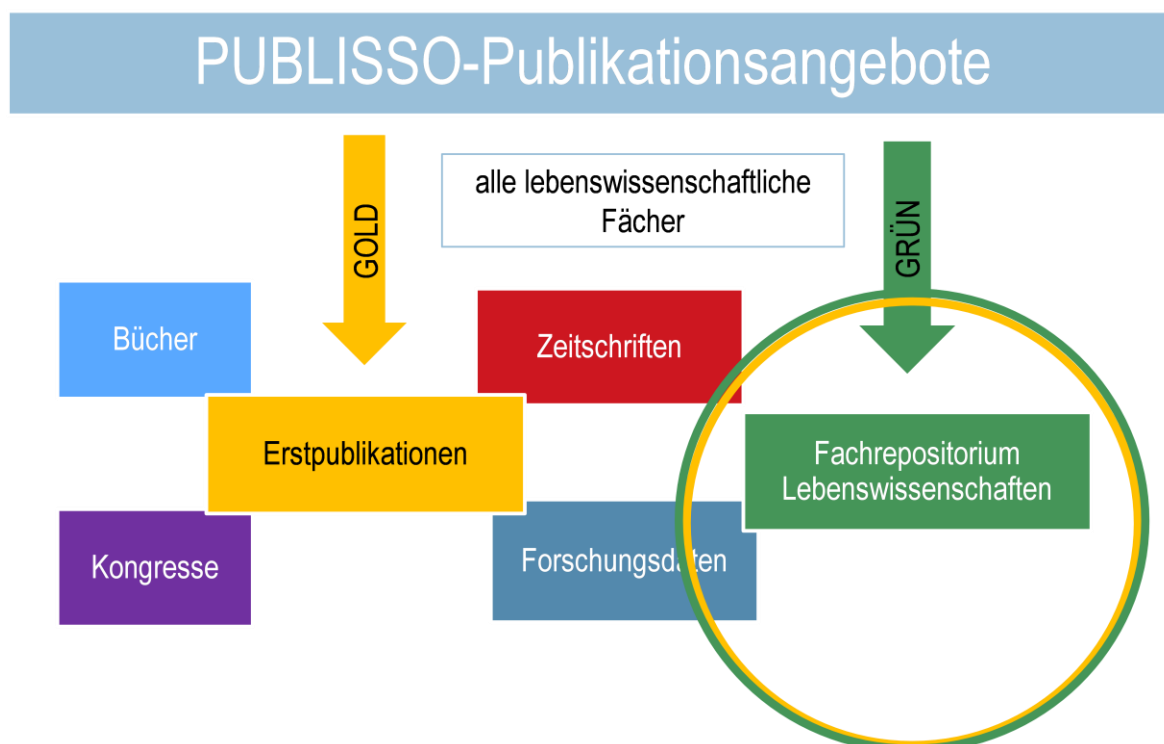 PUBLISSO-Publikationsangebote
GOLD
alle lebenswissenschaftliche
Fächer
GRÜN
Bücher
Zeitschriften
Erstpublikationen
Fachrepositorium
Lebenswissenschaften
Kongresse
Forschungsdaten